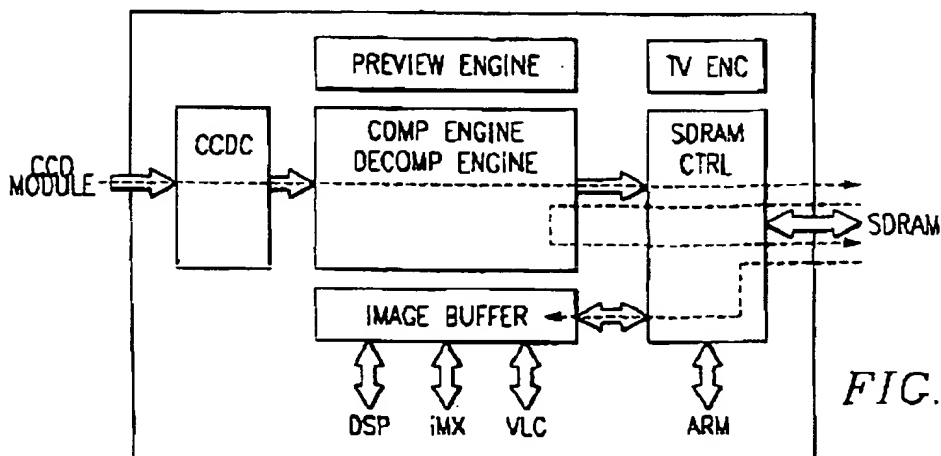 PREVIEW ENGINE
TV ENC
CCD
MODULE
CCDC
COMP ENGINE
DECOMP ENGINE
SDRAM
CTRL
SDRAM
IMAGE BUFFER
DSP
iMX
VLC
ARM
FIG.